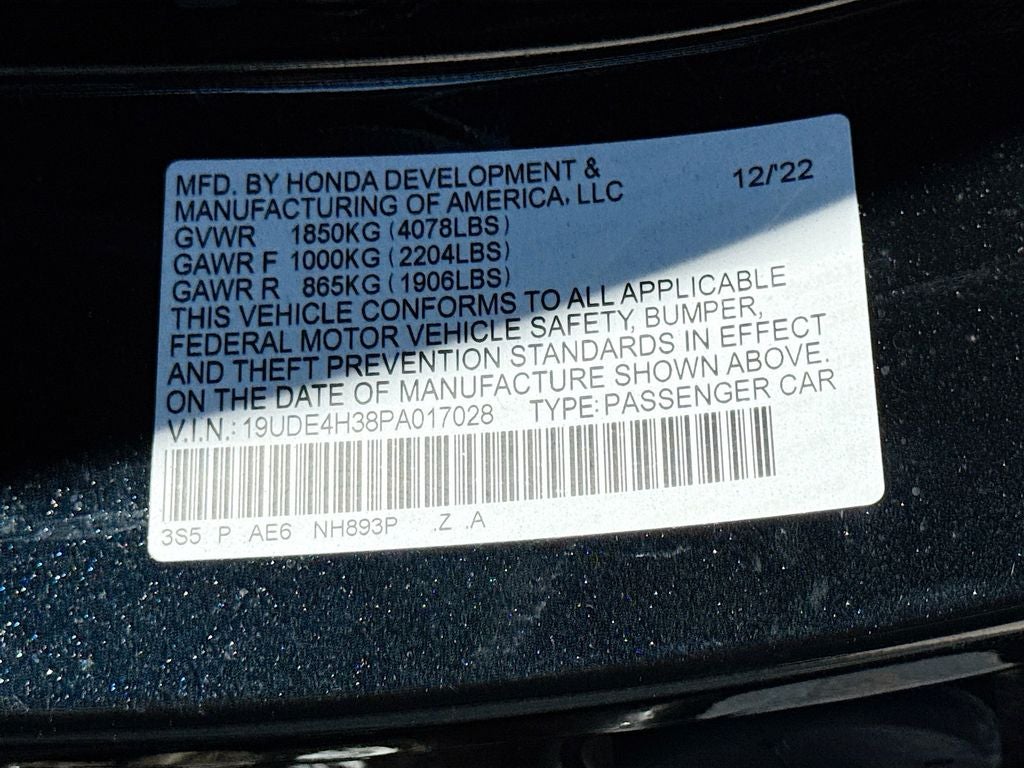 MFD. BY HONDA DEVELOPMENT &
MANUFACTURING OF AMERICA, LLC
12/'22
GVWR 1850KG (4078LBS)
GAWR F 1000KG (2204LBS)
GAWR R 865KG (1906LBS)
THIS VEHICLE CONFORMS TO ALL APPLICABLE
FEDERAL MOTOR VEHICLE SAFETY, BUMPER,
AND THEFT PREVENTION STANDARDS IN EFFECT
ON THE DATE OF MANUFACTURE SHOWN ABOVE.
V.I.N.: 19UDE4H38PA017028 TYPE: PASSENGER CAR
3S5 P AE6 NH893P .Z .A